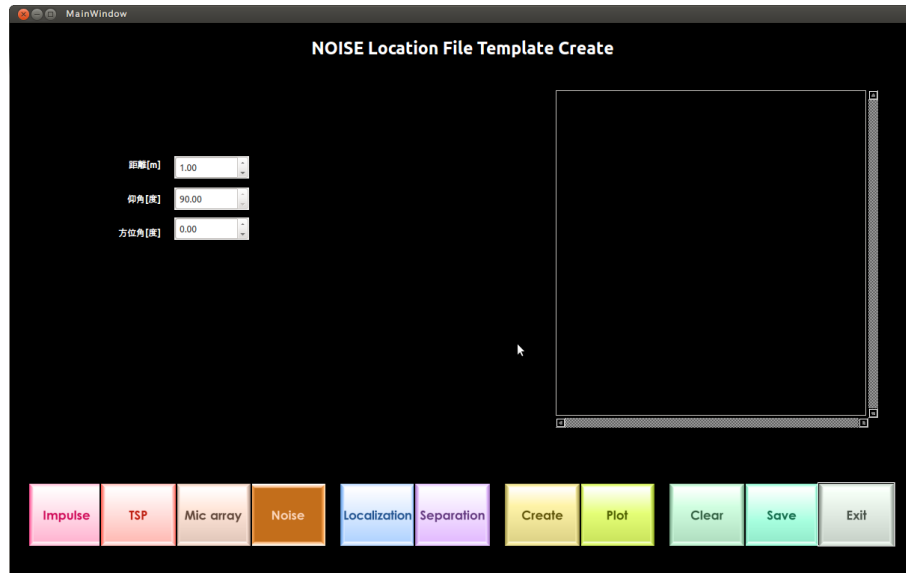 MainWindow
NOISE Location File Template Create
距離[m] 1.00
仰角[度] 90.00
方位角[度] 0.00
Impulse TSP Mic array Noise Localization Separation Create Plot Clear Save Exit